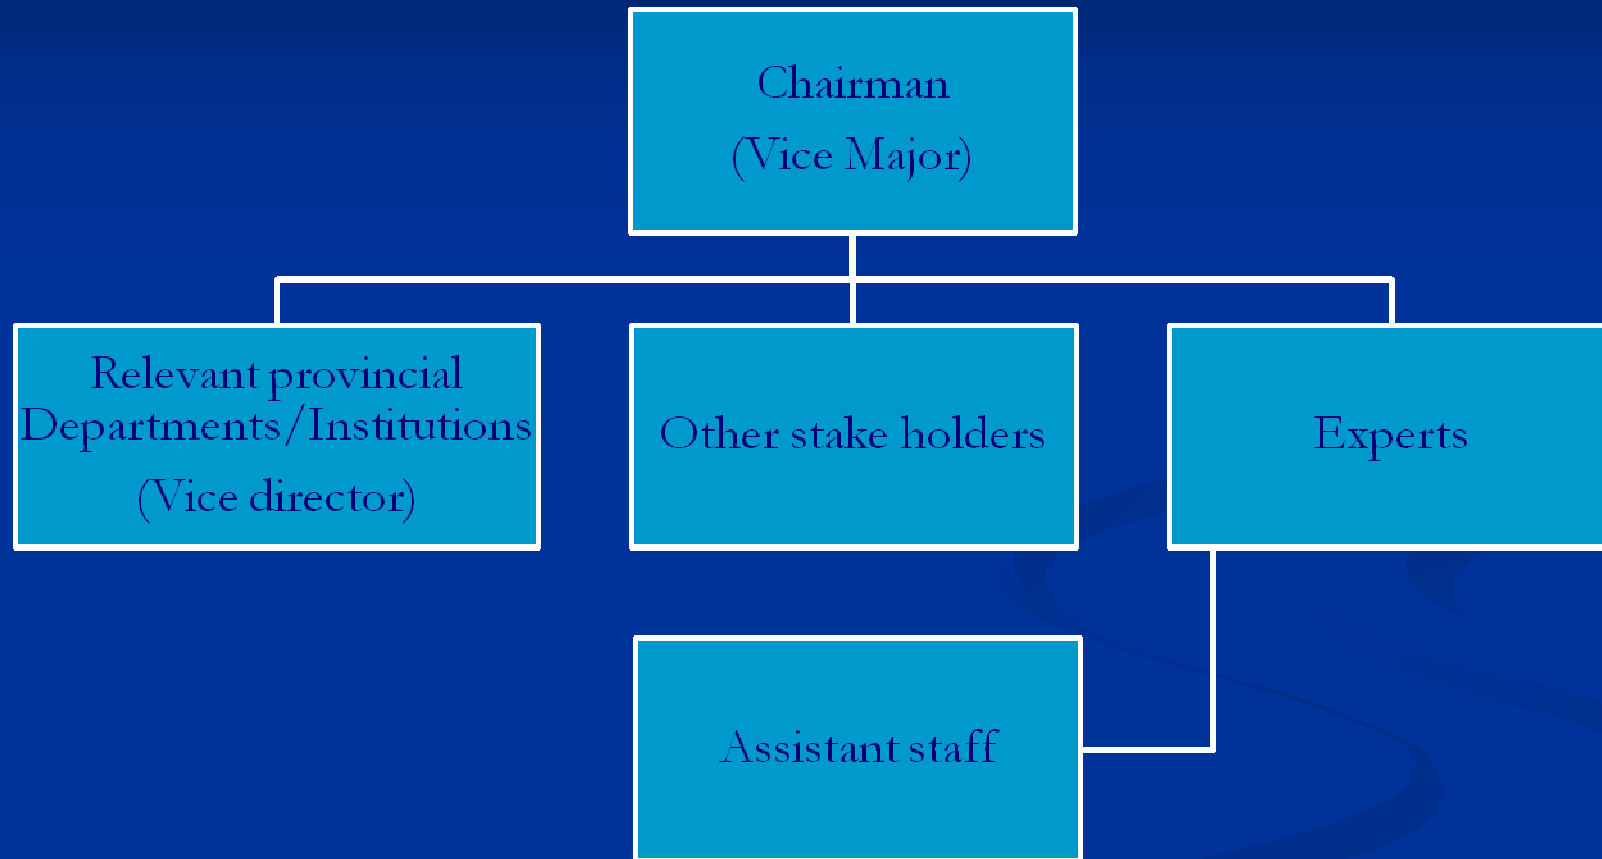 Chairman
(Vice Major)
Relevant provincial
Departments/Institutions
(Vice director)
Other stake holders
Experts
Assistant staff